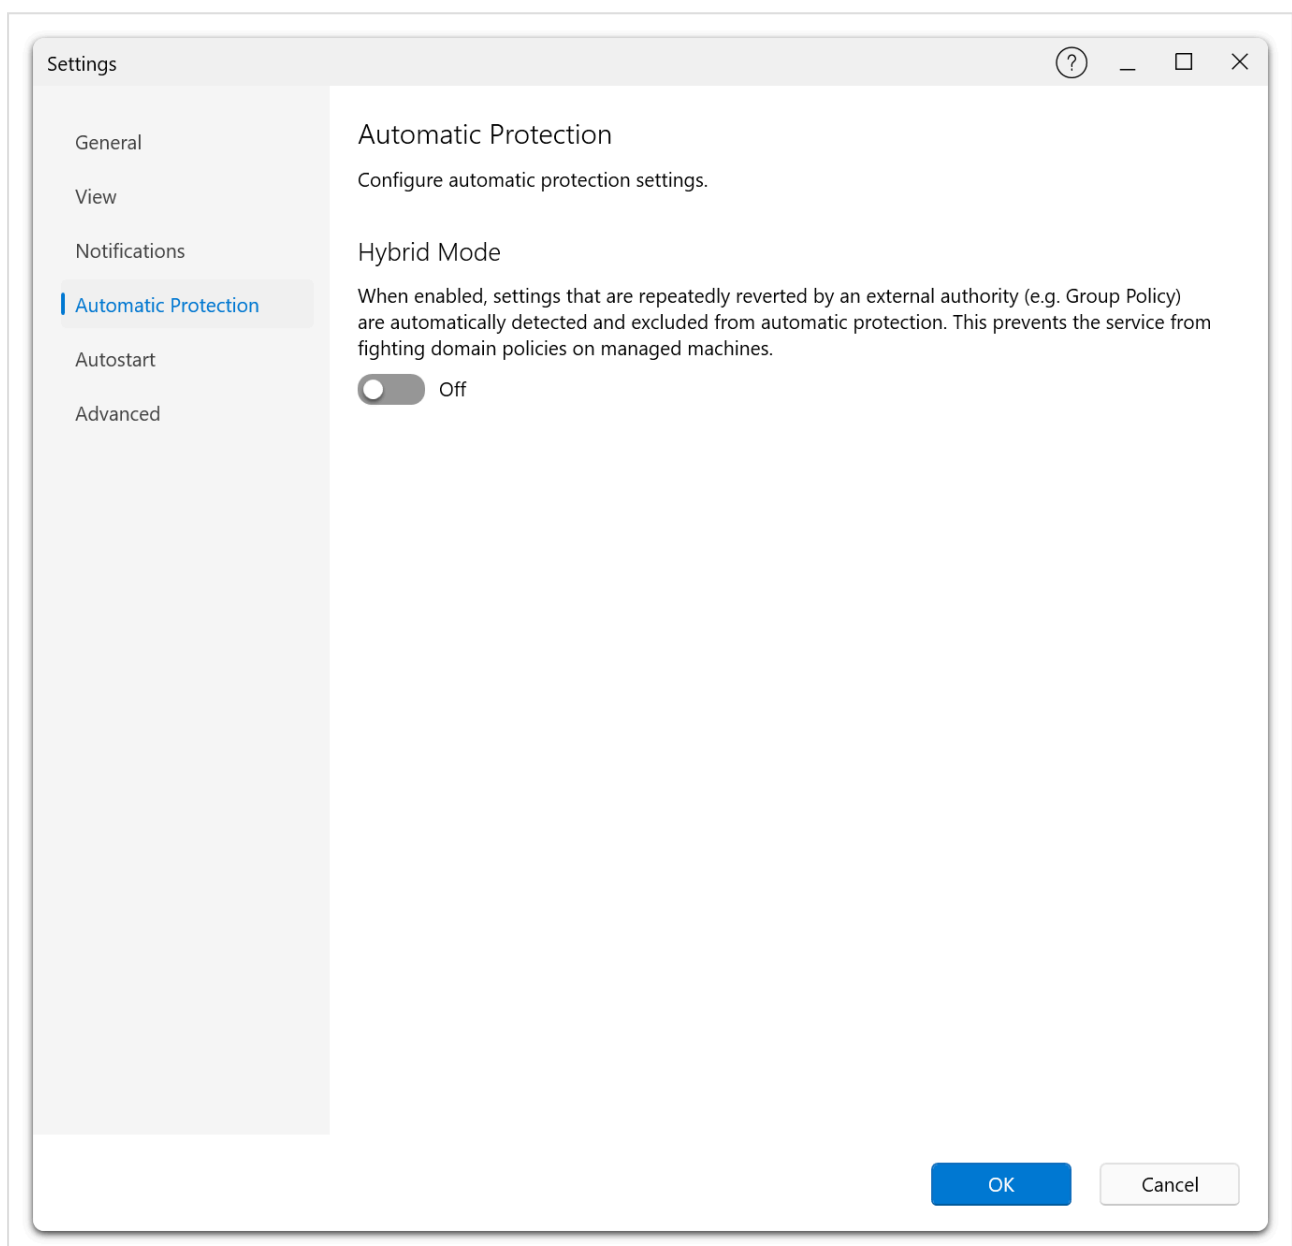 Settings
?
General
View
Notifications
Automatic Protection
Autostart
Advanced
Automatic Protection
Configure automatic protection settings.
Hybrid Mode
When enabled, settings that are repeatedly reverted by an external authority (e.g. Group Policy)
are automatically detected and excluded from automatic protection. This prevents the service from
fighting domain policies on managed machines.
Off
OK
Cancel